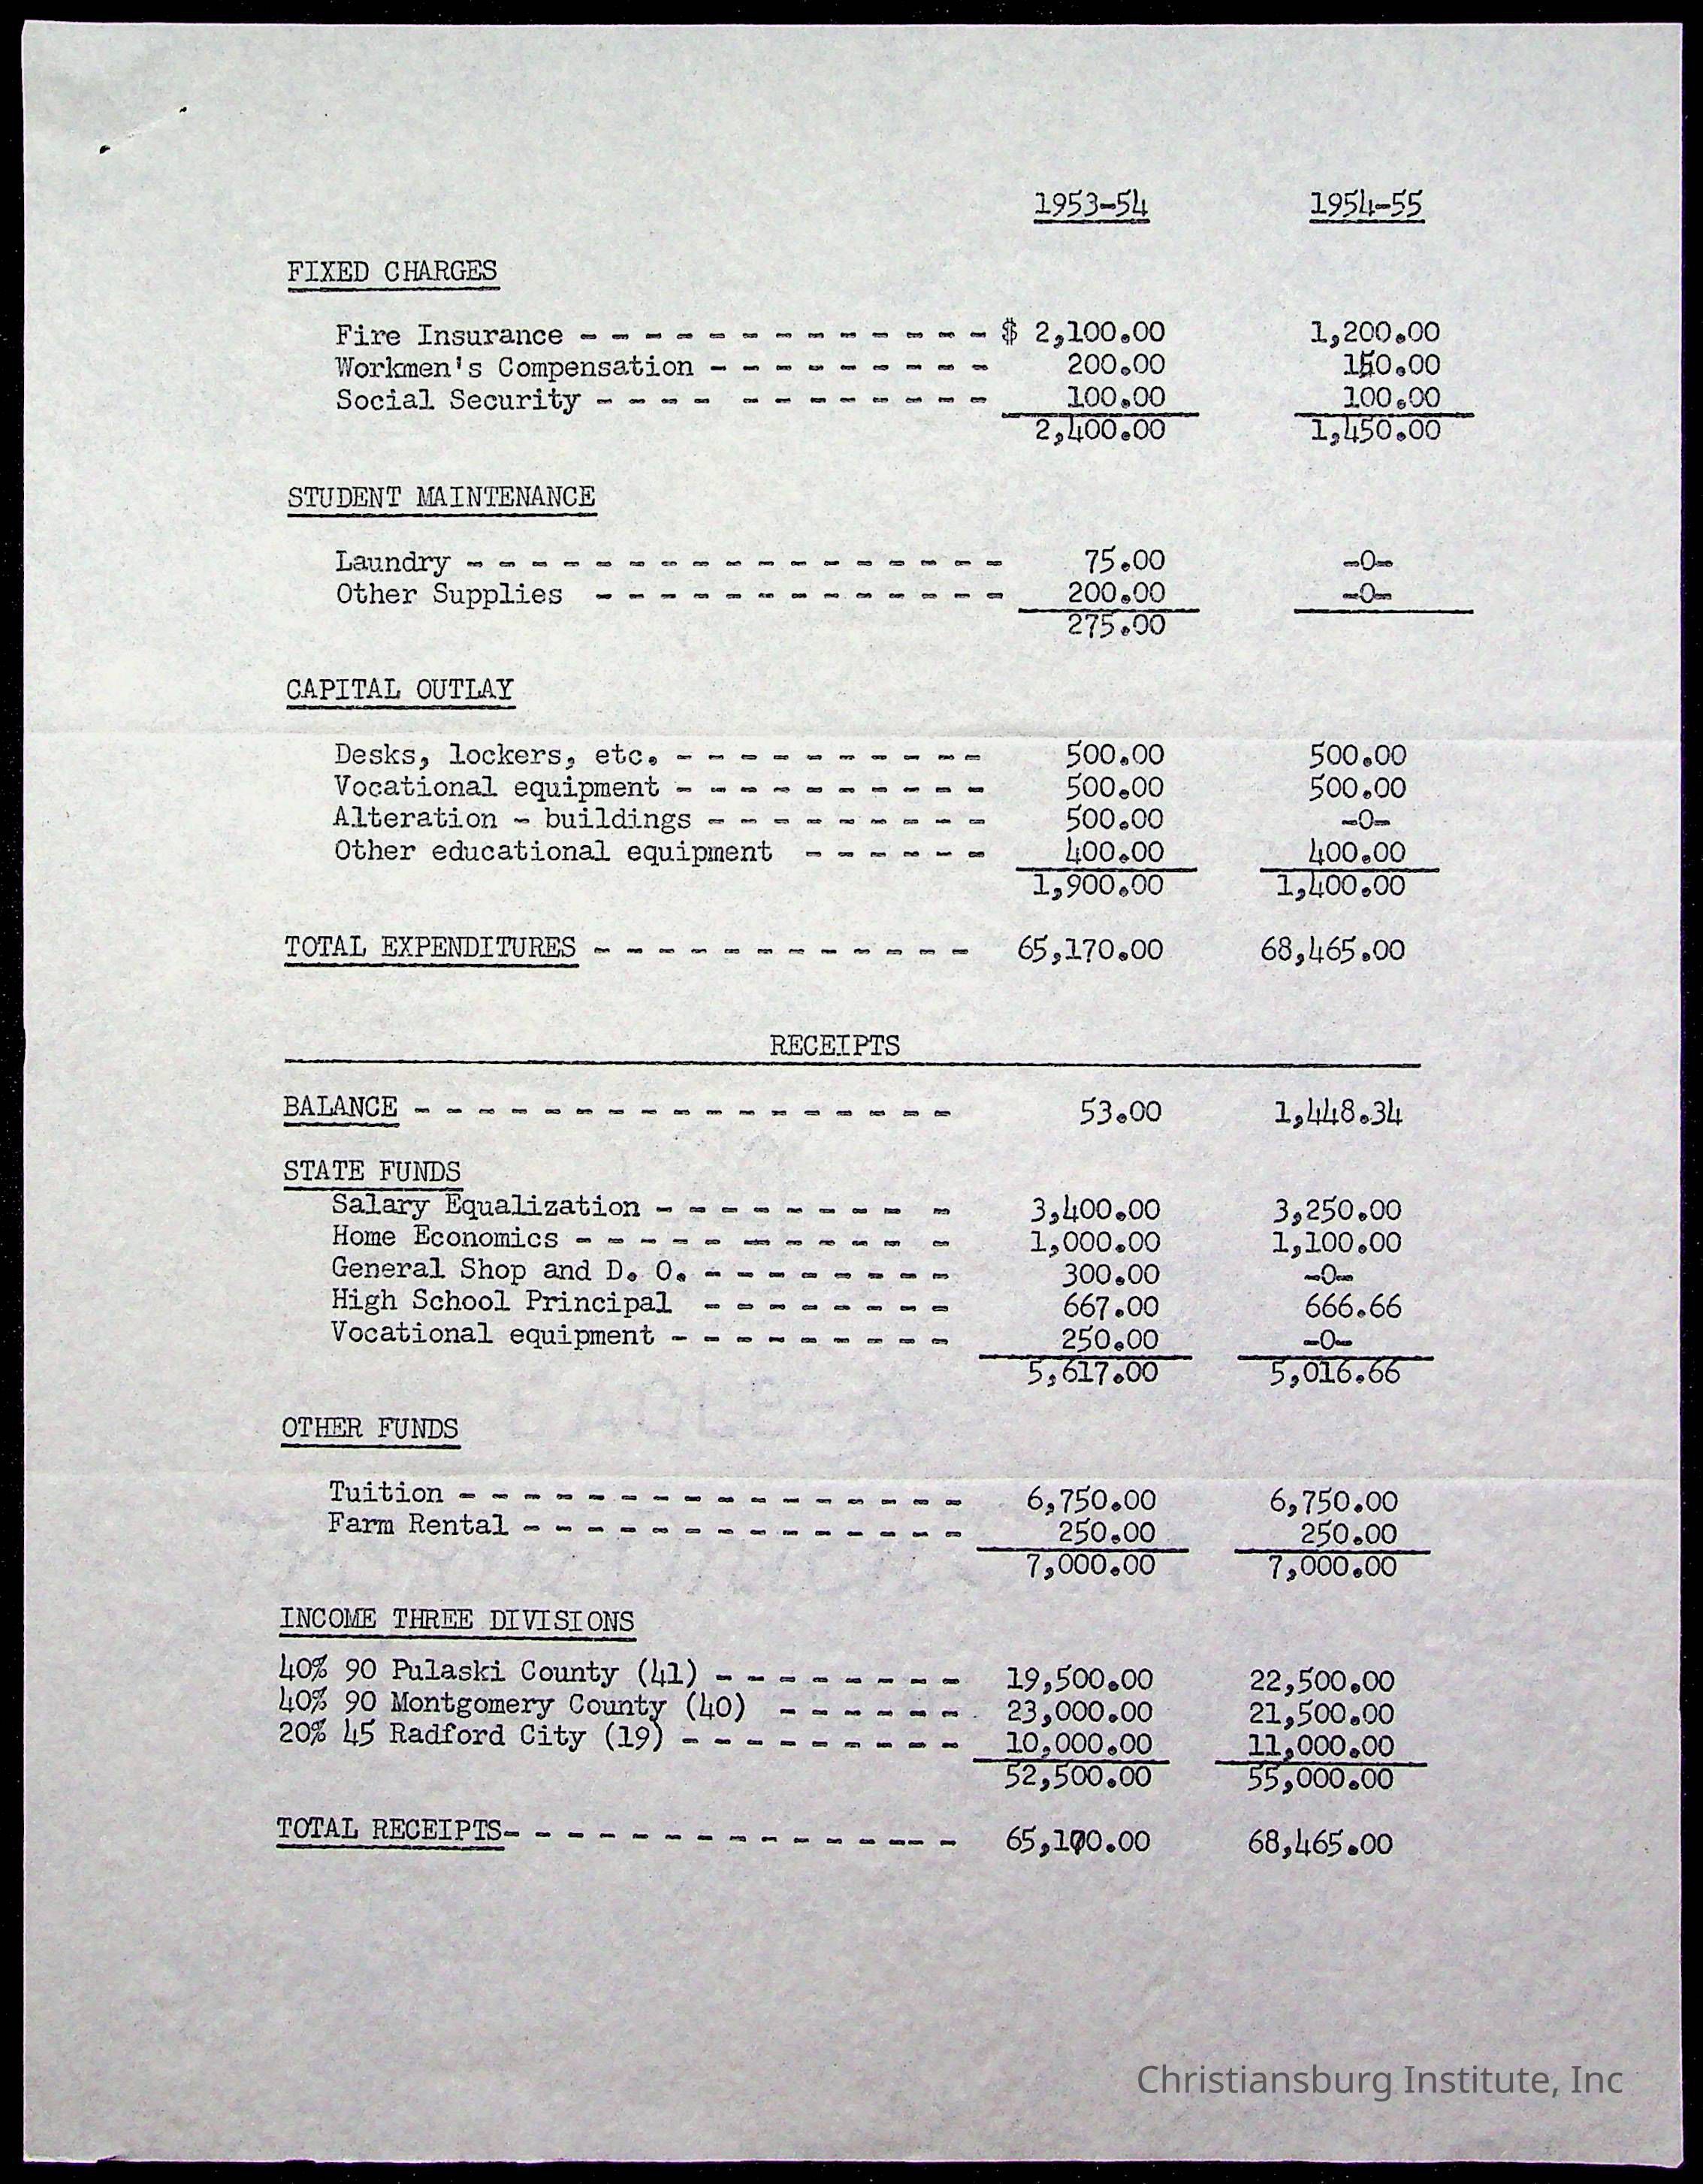 1953-54 1954-55
FIXED CHARGES
Fire Insurance - - - - - - - - - - - - - $ 2,100.00 1,200.00
Workmen's Compensation - - - - - - - - - 200.00 150.00
Social Security - - - - - - - - - - - - 100.00 100.00
2,400.00 1,450.00
STUDENT MAINTENANCE
Laundry - - - - - - - - - - - - - - - - - 75.00 -0-
Other Supplies - - - - - - - - - - - - - 200.00 -0-
275.00
CAPITAL OUTLAY
Desks, lockers, etc. - - - - - - - - - - 500.00 500.00
Vocational equipment - - - - - - - - - - 500.00 500.00
Alteration - buildings - - - - - - - - - 500.00 -0-
Other educational equipment - - - - - - 400.00 400.00
1,900.00 1,400.00
TOTAL EXPENDITURES - - - - - - - - - - - - 65,170.00 68,465.00
RECEIPTS
BALANCE - - - - - - - - - - - - - - - - - 53.00 1,448.34
STATE FUNDS
Salary Equalization - - - - - - - - - 3,400.00 3,250.00
Home Economics - - - - - - - - - - - - 1,000.00 1,100.00
General Shop and D. O. - - - - - - - - 300.00 -0-
High School Principal - - - - - - - - 667.00 666.66
Vocational equipment - - - - - - - - - 250.00 -0-
5,617.00 5,016.66
OTHER FUNDS
Tuition - - - - - - - - - - - - - - - - 6,750.00 6,750.00
Farm Rental - - - - - - - - - - - - - - 250.00 250.00
7,000.00 7,000.00
INCOME THREE DIVISIONS
40% 90 Pulaski County (41) - - - - - - - - 19,500.00 22,500.00
40% 90 Montgomery County (40) - - - - - - 23,000.00 21,500.00
20% 45 Radford City (19) - - - - - - - - - 10,000.00 11,000.00
52,500.00 55,000.00
TOTAL RECEIPTS- - - - - - - - - - - - - - - 65,170.00 68,465.00
Christiansburg Institute, Inc